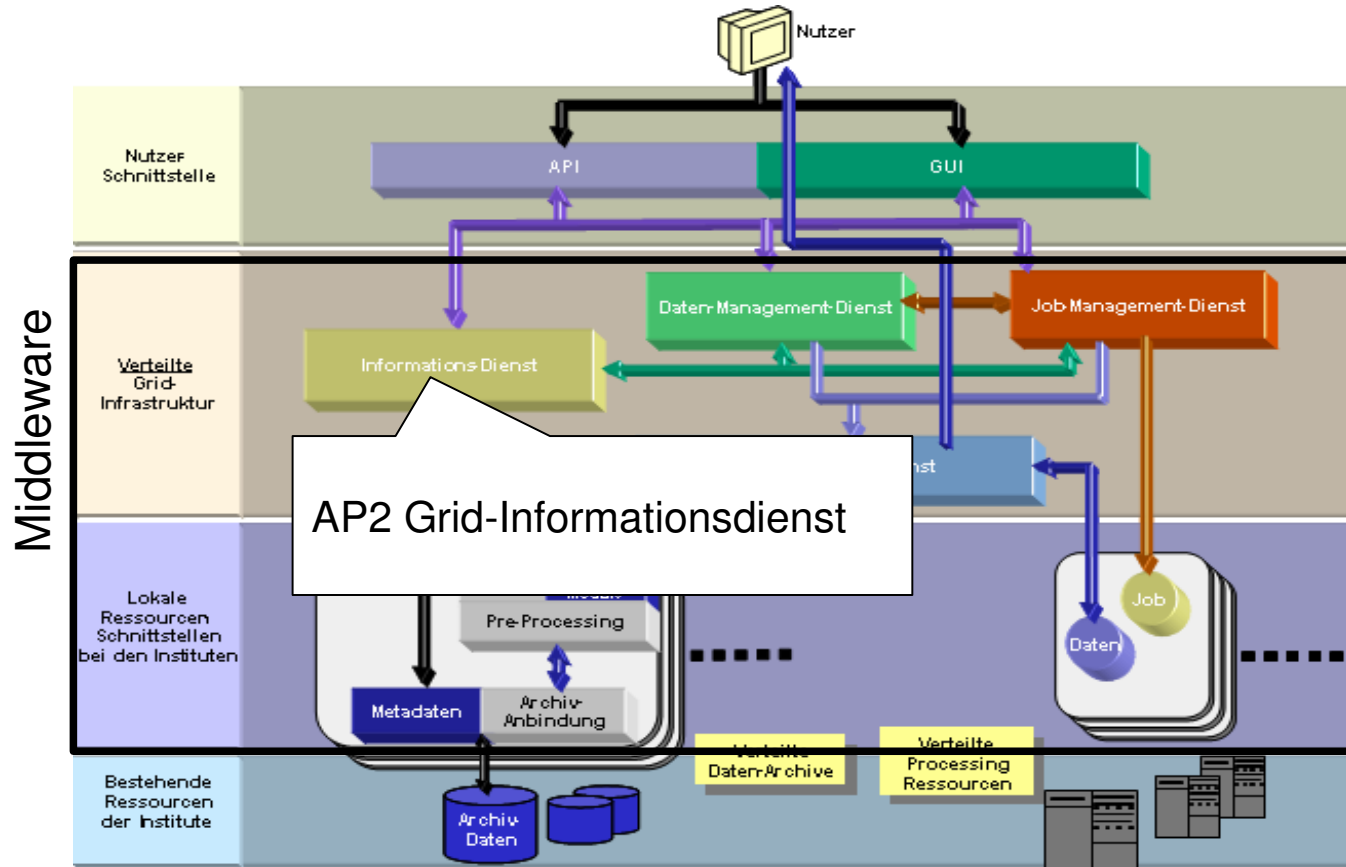 Nutzer
Nutzer
Schnittstelle
API
GUI
Middleware
Verteilte
Grid-
Infrastruktur
Daten-Management-Dienst
Job-Management-Dienst
Informations-Dienst
nst
AP2 Grid-Informationsdienst
Lokale
Ressourcen
Schnittstellen
bei den Instituten
Pre-Processing
Metadaten
Archiv-
Anbindung
Job
Daten
Verteilte
Daten-Archive
Verteilte
Processing
Ressourcen
Bestehende
Ressourcen
der Institute
Archiv-
Daten